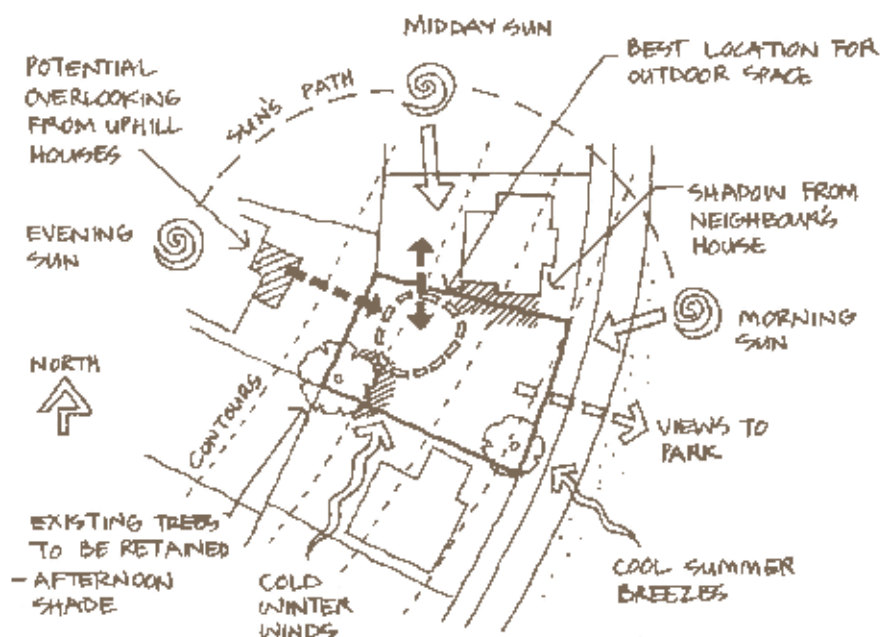 MIDDAY SUN
BEST LOCATION FOR
OUTDOOR SPACE
POTENTIAL
OVERLOOKING
FROM UPHILL
HOUSES
SUN'S PATH
SHADOW FROM
NEIGHBOUR'S
HOUSE
EVENING
SUN
MORNING
SUN
NORTH
CONTOURS
VIEWS TO
PARK
EXISTING TREES
TO BE RETAINED
- AFTERNOON
SHADE
COLD
WINTER
WINDS
COOL SUMMER
BREEZES